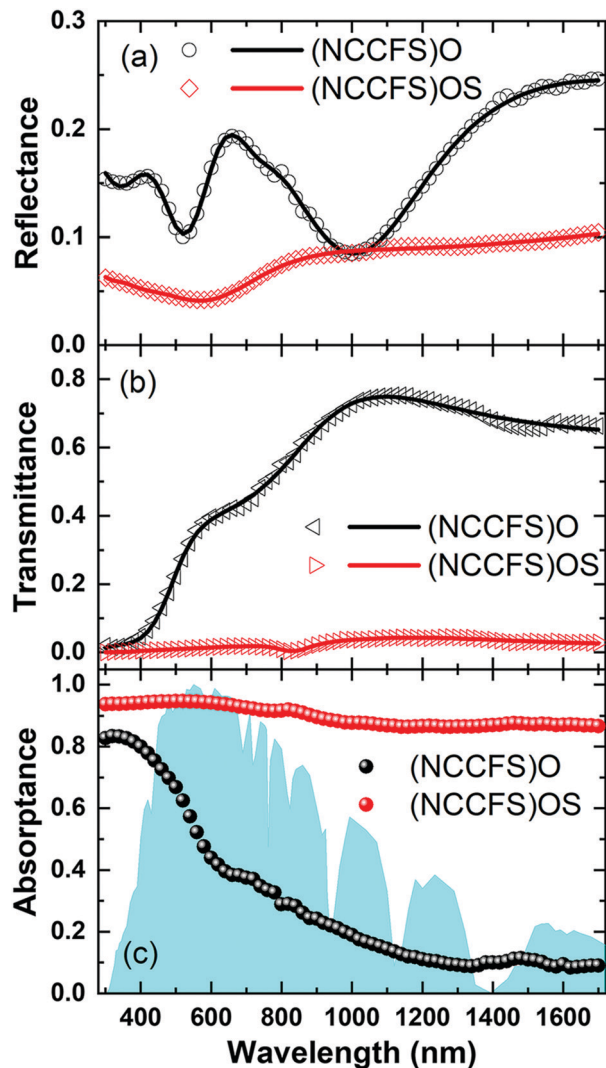 0.3
(a)
(NCCFS)O
(NCCFS)OS
0.2
0.1
0.0
Reflectance
0.8
(b)
0.6
0.4
(NCCFS)O
(NCCFS)OS
0.2
0.0
Transmittance
1.0
0.8
(NCCFS)O
(NCCFS)OS
0.6
0.4
0.2
(c)
0.0
Absorptance
400 600 800 1000 1200 1400 1600
Wavelength (nm)